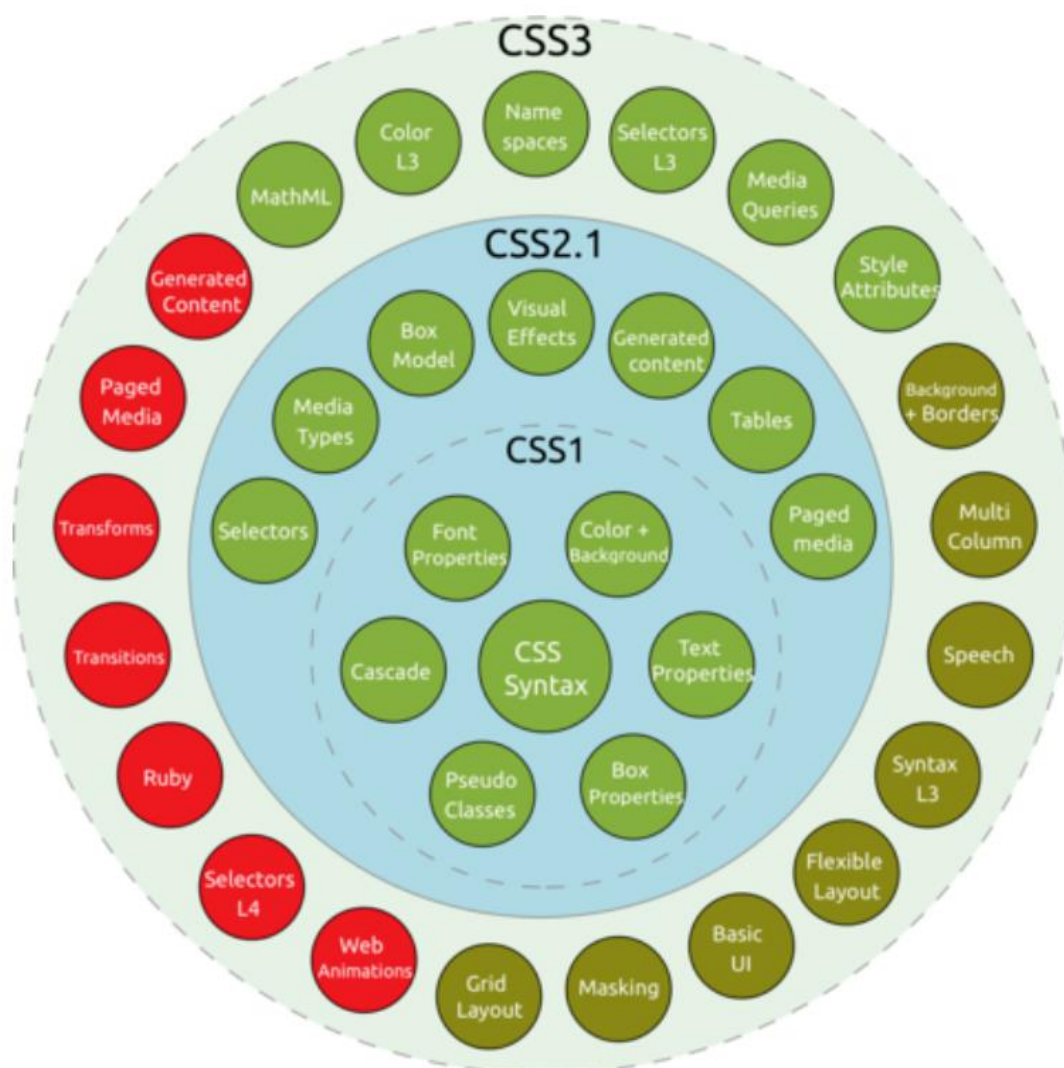 CSS3
Name
spaces
Selectors
L3
Media
Queries
Style
Attributes
Background
+ Borders
Multi
Column
Speech
Syntax
L3
Flexible
Layout
Basic
UI
Masking
Grid
Layout
Web
Animations
Selectors
L4
Ruby
Transitions
Transforms
Paged
Media
Generated
Content
MathML
Color
L3
CSS2.1
Selectors
Media
Types
Box
Model
Visual
Effects
Generated
content
Tables
Paged
media
CSS1
Font
Properties
Color +
Background
Cascade
CSS
Syntax
Text
Properties
Pseudo
Classes
Box
Properties